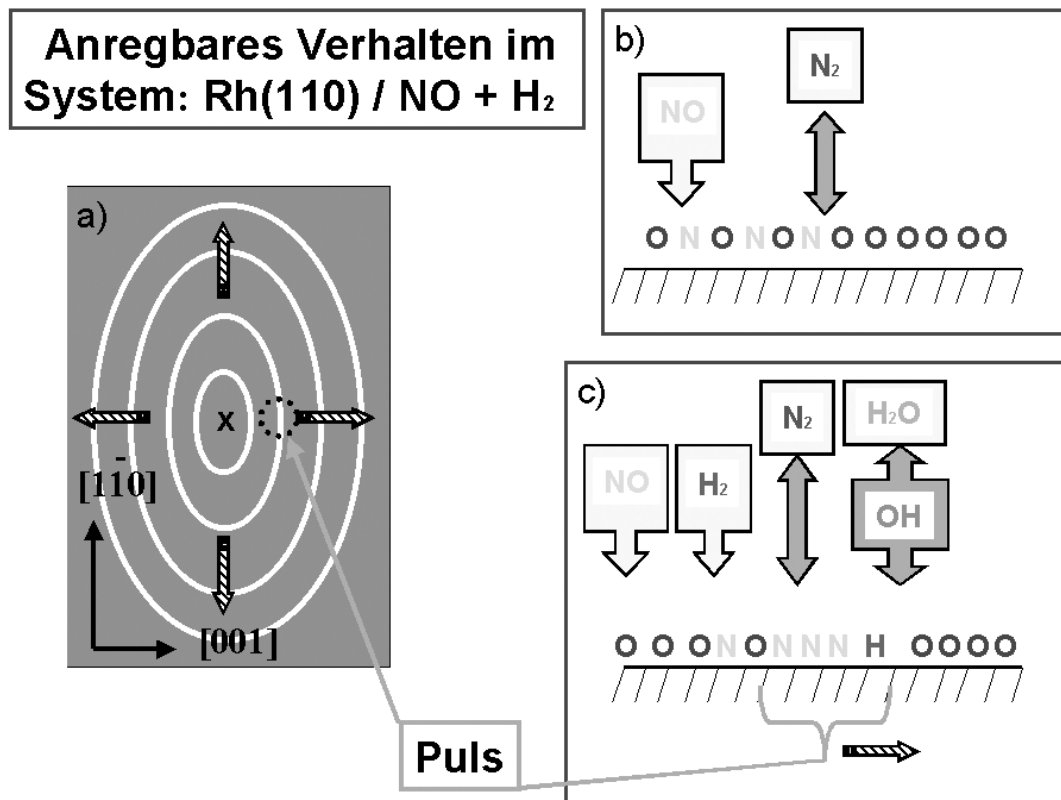 Anregbares Verhalten im
System: Rh(110) / NO + H₂
a)
x
[11̄0]
[001]
Puls
b)
NO
N₂
O N O N O N O O O O O O
c)
NO H₂ N₂ H₂O
OH
O O O N O N N N H O O O O